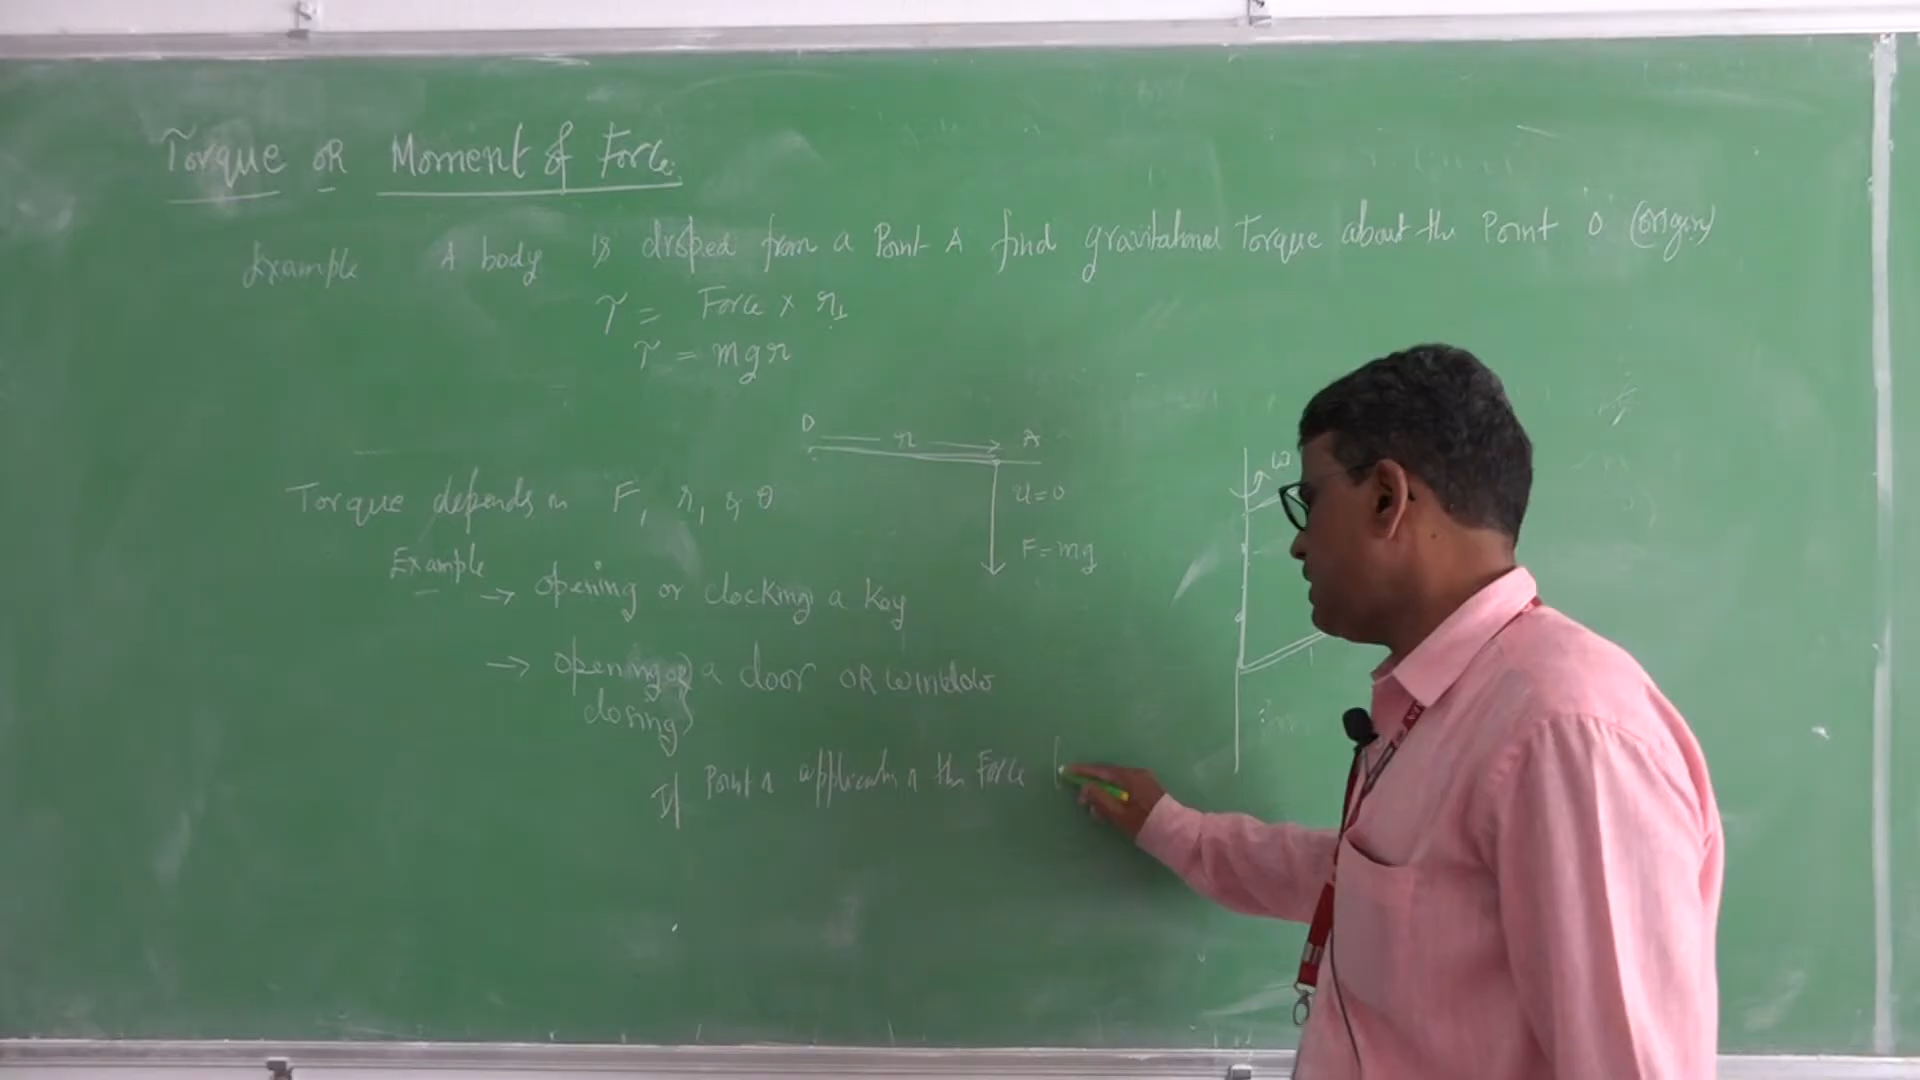 Torque OR Moment of Force
Example A body is droped from a Point A find gravitational Torque about the Point O (origin)
τ = Force × r⊥
τ = mgr
O r A
u=0
F=mg
ω
Torque depends on F, r, & θ
Example
→ opening or clocking a key
→ opening or closing} a door OR window
If Point of application of the Force (